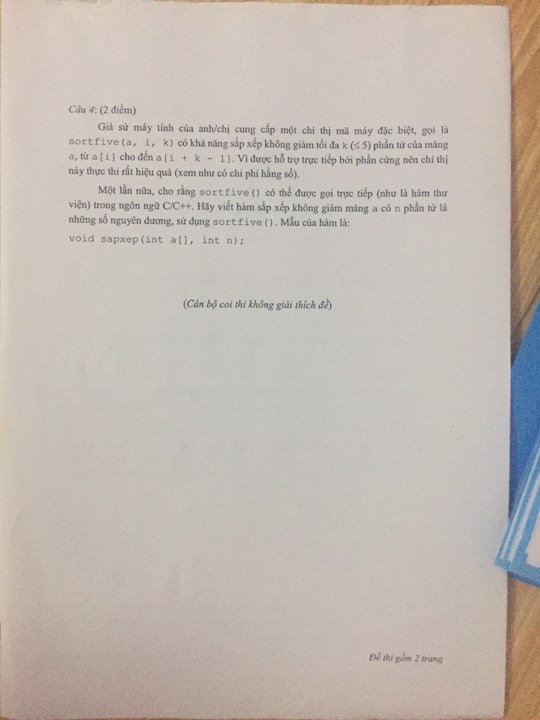 Câu 4: (2 điểm)
Giả sử máy tính của anh/chị cung cấp một chỉ thị mã máy đặc biệt, gọi là
sortfive(a, i, k) có khả năng sắp xếp không giảm tối đa k (≤ 5) phần tử của mảng
a, từ a[i] cho đến a[i + k - 1]. Vì được hỗ trợ trực tiếp bởi phần cứng nên chỉ thị
này thực thi rất hiệu quả (xem như có chi phí hằng số).
Một lần nữa, cho rằng sortfive() có thể được gọi trực tiếp (như là hàm thư
viện) trong ngôn ngữ C/C++. Hãy viết hàm sắp xếp không giảm mảng a có n phần tử là
những số nguyên dương, sử dụng sortfive(). Mẫu của hàm là:
void sapxep(int a[], int n);
(Cán bộ coi thi không giải thích đề)
Đề thi gồm 2 trang